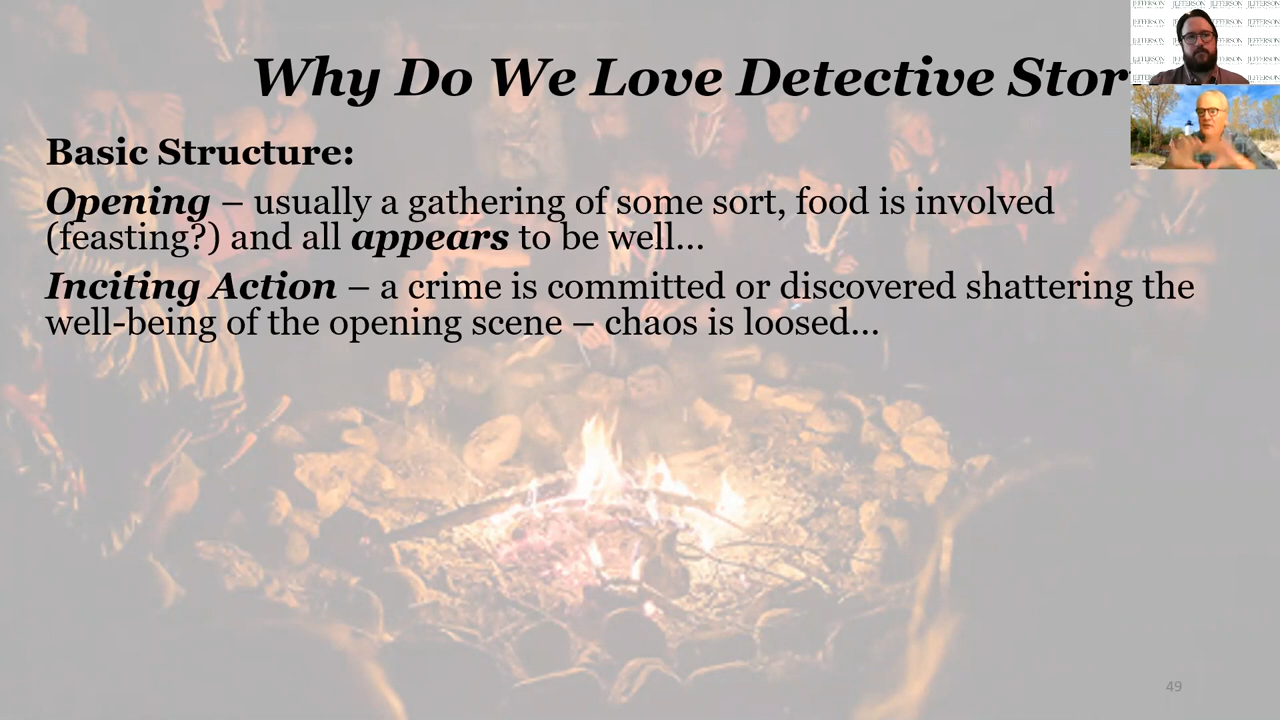 Why Do We Love Detective Stor
Basic Structure:
Opening – usually a gathering of some sort, food is involved
(feasting?) and all appears to be well...
Inciting Action – a crime is committed or discovered shattering the
well-being of the opening scene – chaos is loosed...
49